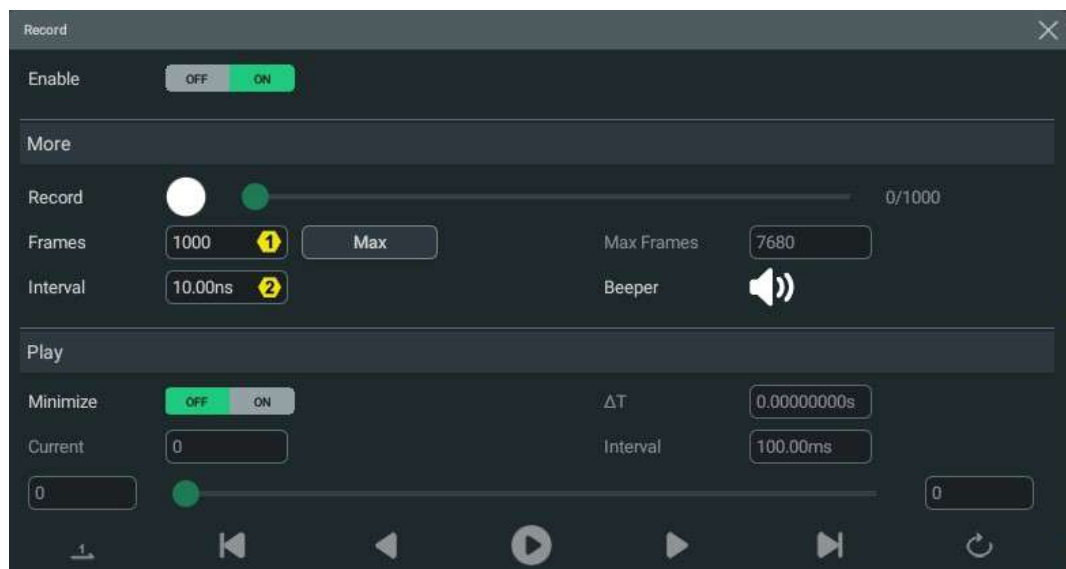 Record
Enable OFF ON
More
Record 0/1000
Frames 1000 1 Max Max Frames 7680
Interval 10.00ns 2 Beeper
Play
Minimize OFF ON ΔT 0.00000000s
Current 0 Interval 100.00ms
0 0
1